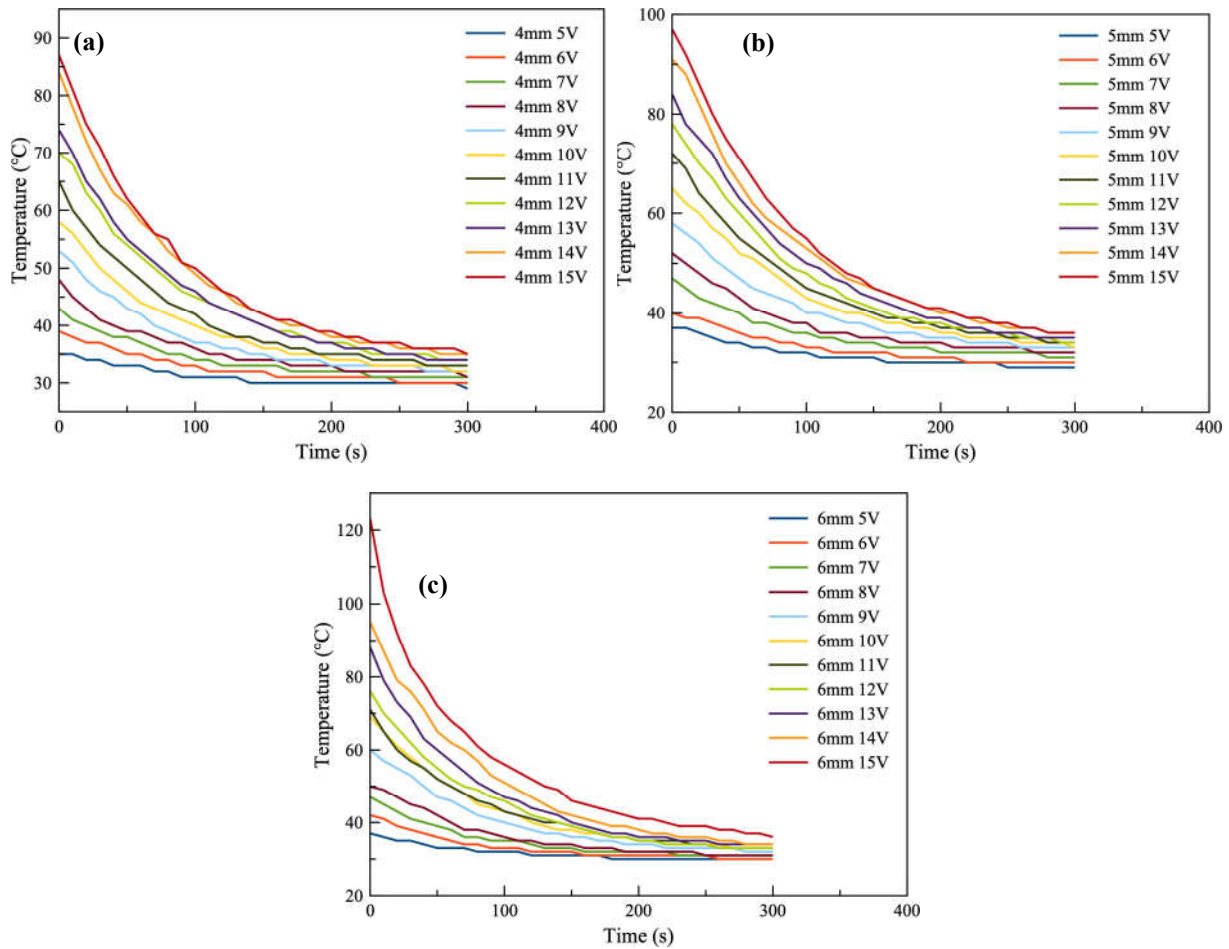 (a)
90
80
70
60
50
40
30
0
100
200
300
400
Temperature (°C)
Time (s)
4mm 5V
4mm 6V
4mm 7V
4mm 8V
4mm 9V
4mm 10V
4mm 11V
4mm 12V
4mm 13V
4mm 14V
4mm 15V
(b)
100
80
60
40
20
0
100
200
300
400
Temperature (°C)
Time (s)
5mm 5V
5mm 6V
5mm 7V
5mm 8V
5mm 9V
5mm 10V
5mm 11V
5mm 12V
5mm 13V
5mm 14V
5mm 15V
(c)
120
100
80
60
40
20
0
100
200
300
400
Temperature (°C)
Time (s)
6mm 5V
6mm 6V
6mm 7V
6mm 8V
6mm 9V
6mm 10V
6mm 11V
6mm 12V
6mm 13V
6mm 14V
6mm 15V